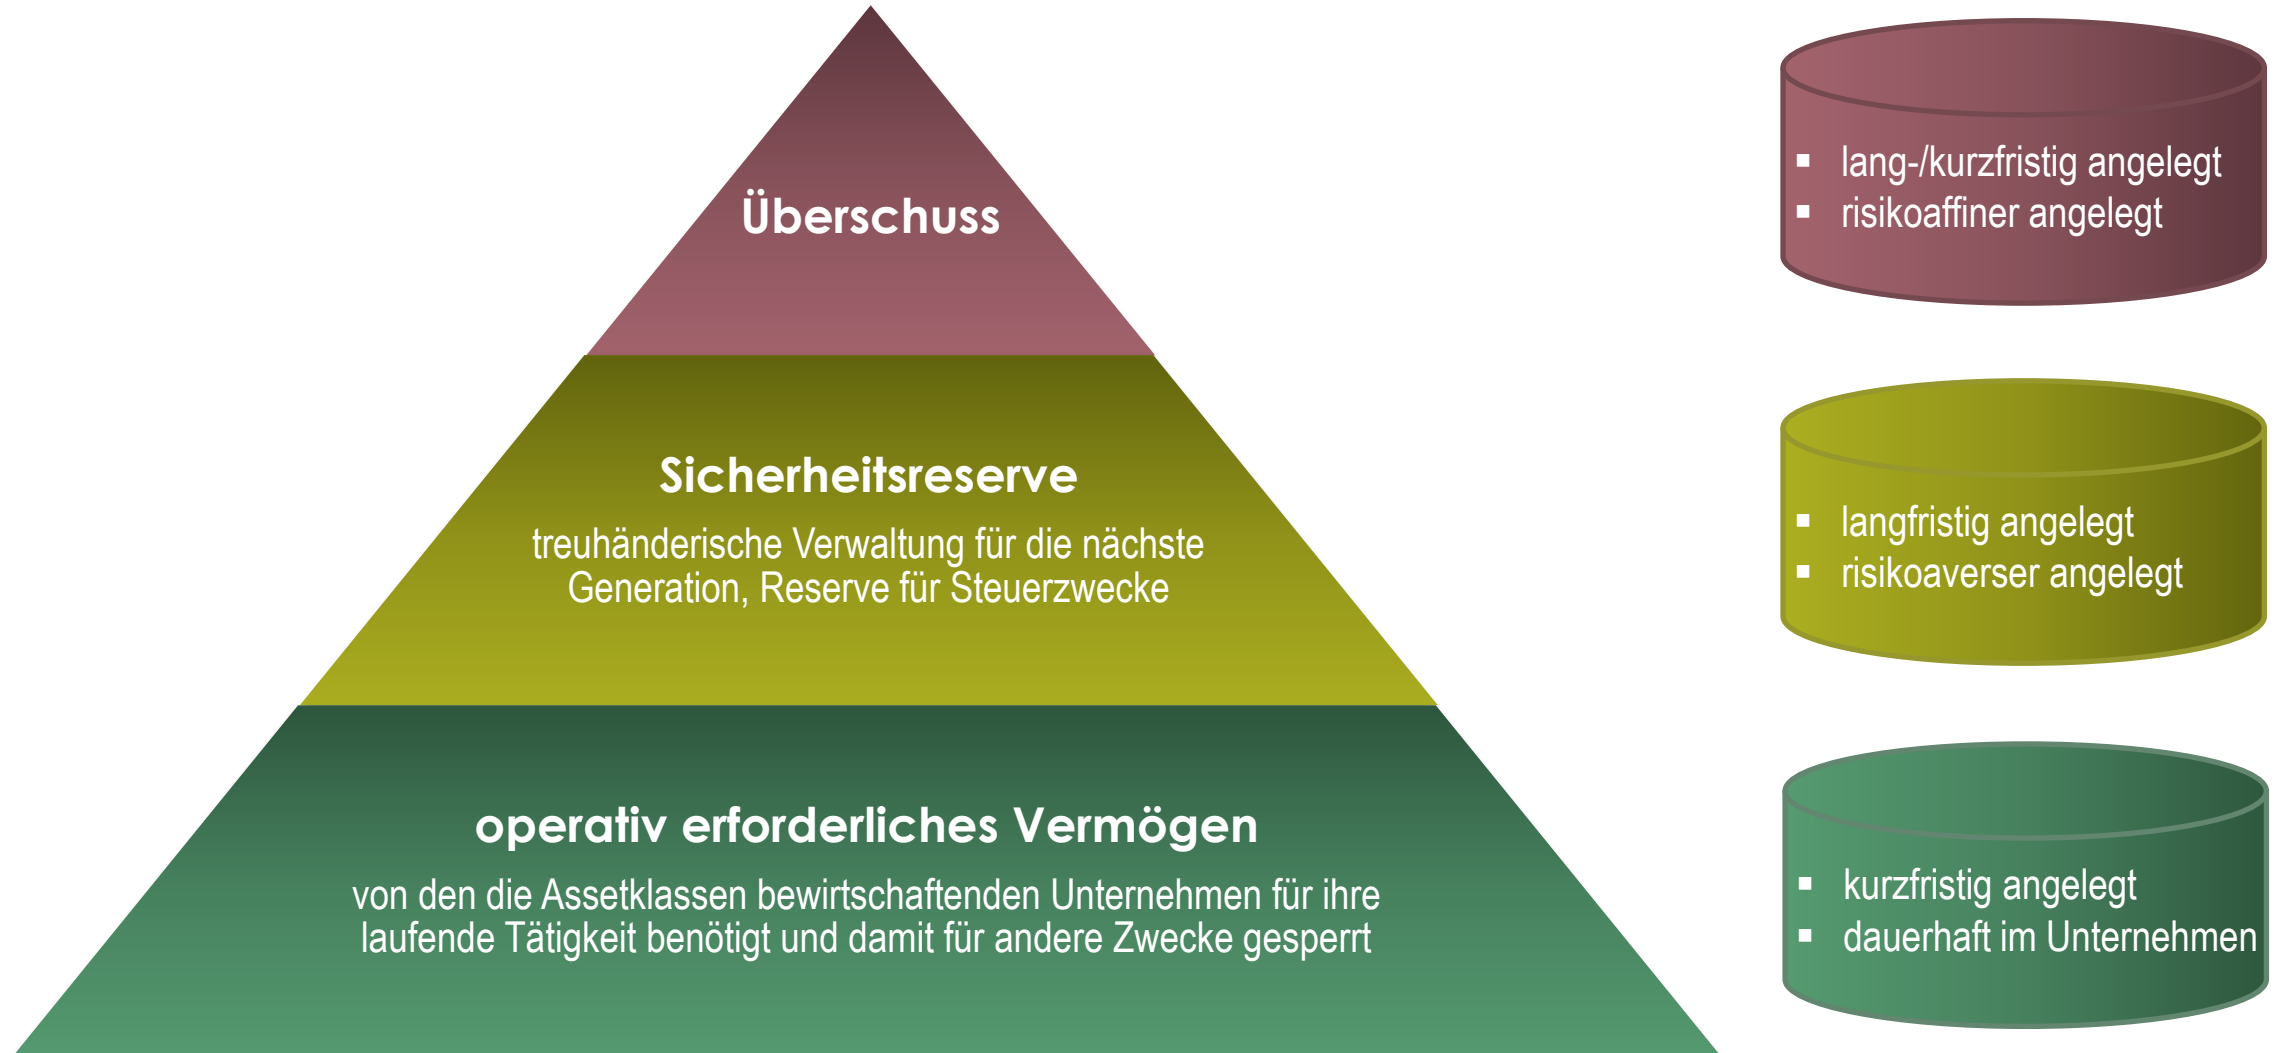 Überschuss
▪ lang-/kurzfristig angelegt
▪ risikoaffiner angelegt
Sicherheitsreserve
treuhänderische Verwaltung für die nächste
Generation, Reserve für Steuerzwecke
▪ langfristig angelegt
▪ risikoaverser angelegt
operativ erforderliches Vermögen
von den die Assetklassen bewirtschaftenden Unternehmen für ihre
laufende Tätigkeit benötigt und damit für andere Zwecke gesperrt
▪ kurzfristig angelegt
▪ dauerhaft im Unternehmen